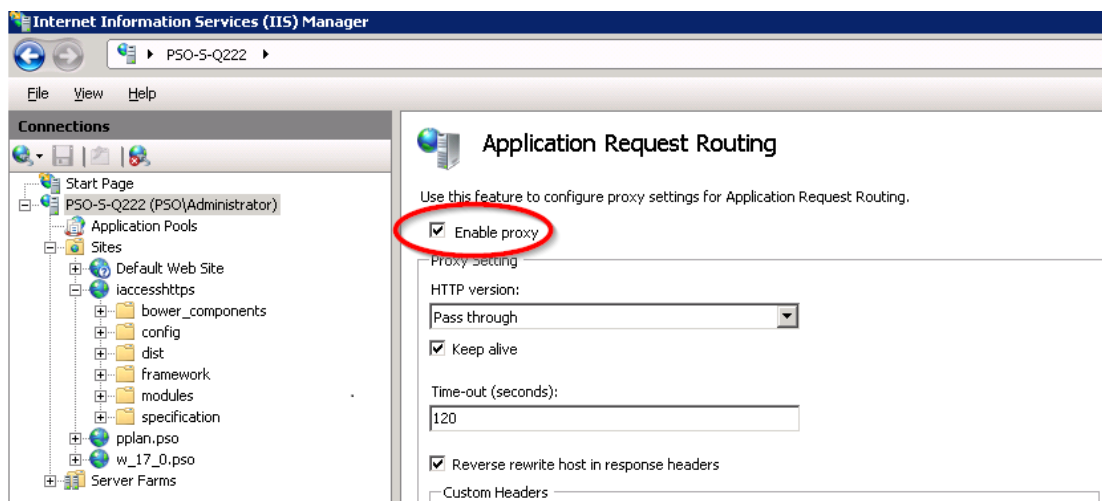 Internet Information Services (IIS) Manager
PSO-S-Q222
File View Help
Connections
Start Page
PSO-S-Q222 (PSO\Administrator)
Application Pools
Sites
Default Web Site
iaccesshttps
bower_components
config
dist
framework
modules
specification
pplan.pso
w_17_0.pso
Server Farms
Application Request Routing
Use this feature to configure proxy settings for Application Request Routing.
Enable proxy
Proxy Setting
HTTP version:
Pass through
Keep alive
Time-out (seconds):
120
Reverse rewrite host in response headers
Custom Headers